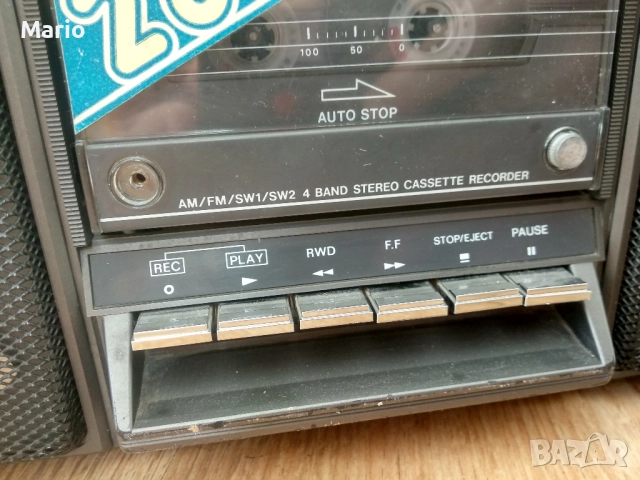 Mario
100 50 0
AUTO STOP
AM/FM/SW1/SW2 4 BAND STEREO CASSETTE RECORDER
REC PLAY RWD F.F STOP/EJECT PAUSE
BAZAR